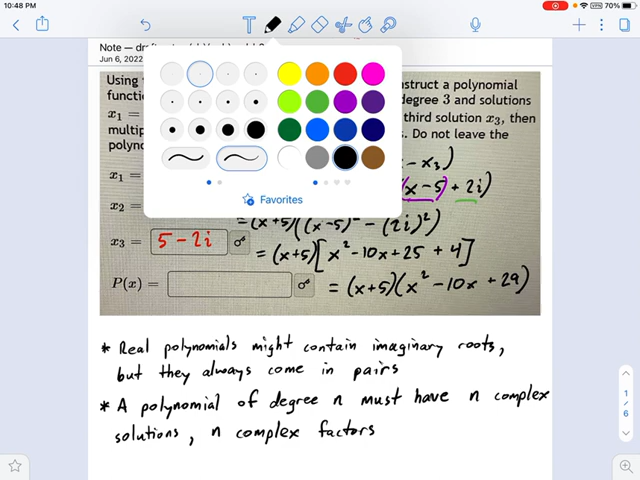 10:48 PM
70%
Note —
Jun 6, 2022
Using
nstruct a polynomial
functio
degree 3 and solutions
x₁ =
third solution x₃, then
multip
s. Do not leave the
polyno
- x₃)
x₁ =
(x-5) + 2i)
x₂ =
= (x+5)((x-5)² - (2i)²)
x₃ = 5 - 2i
= (x+5)[x² - 10x + 25 + 4]
P(x) =
= (x+5)(x² - 10x + 29)
Favorites
* Real polynomials might contain imaginary roots,
but they always come in pairs
* A polynomial of degree n must have n complex
solutions, n complex factors
1
/
6